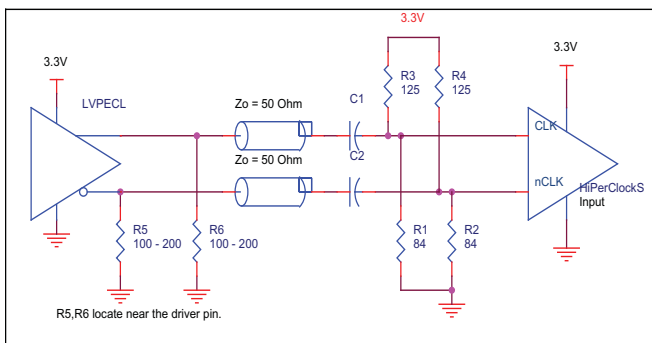 3.3V
3.3V
3.3V
LVPECL
R3
125
R4
125
Zo = 50 Ohm
C1
CLK
Zo = 50 Ohm
C2
nCLK
HiPerClockS
Input
R5
100 - 200
R6
100 - 200
R1
84
R2
84
R5,R6 locate near the driver pin.